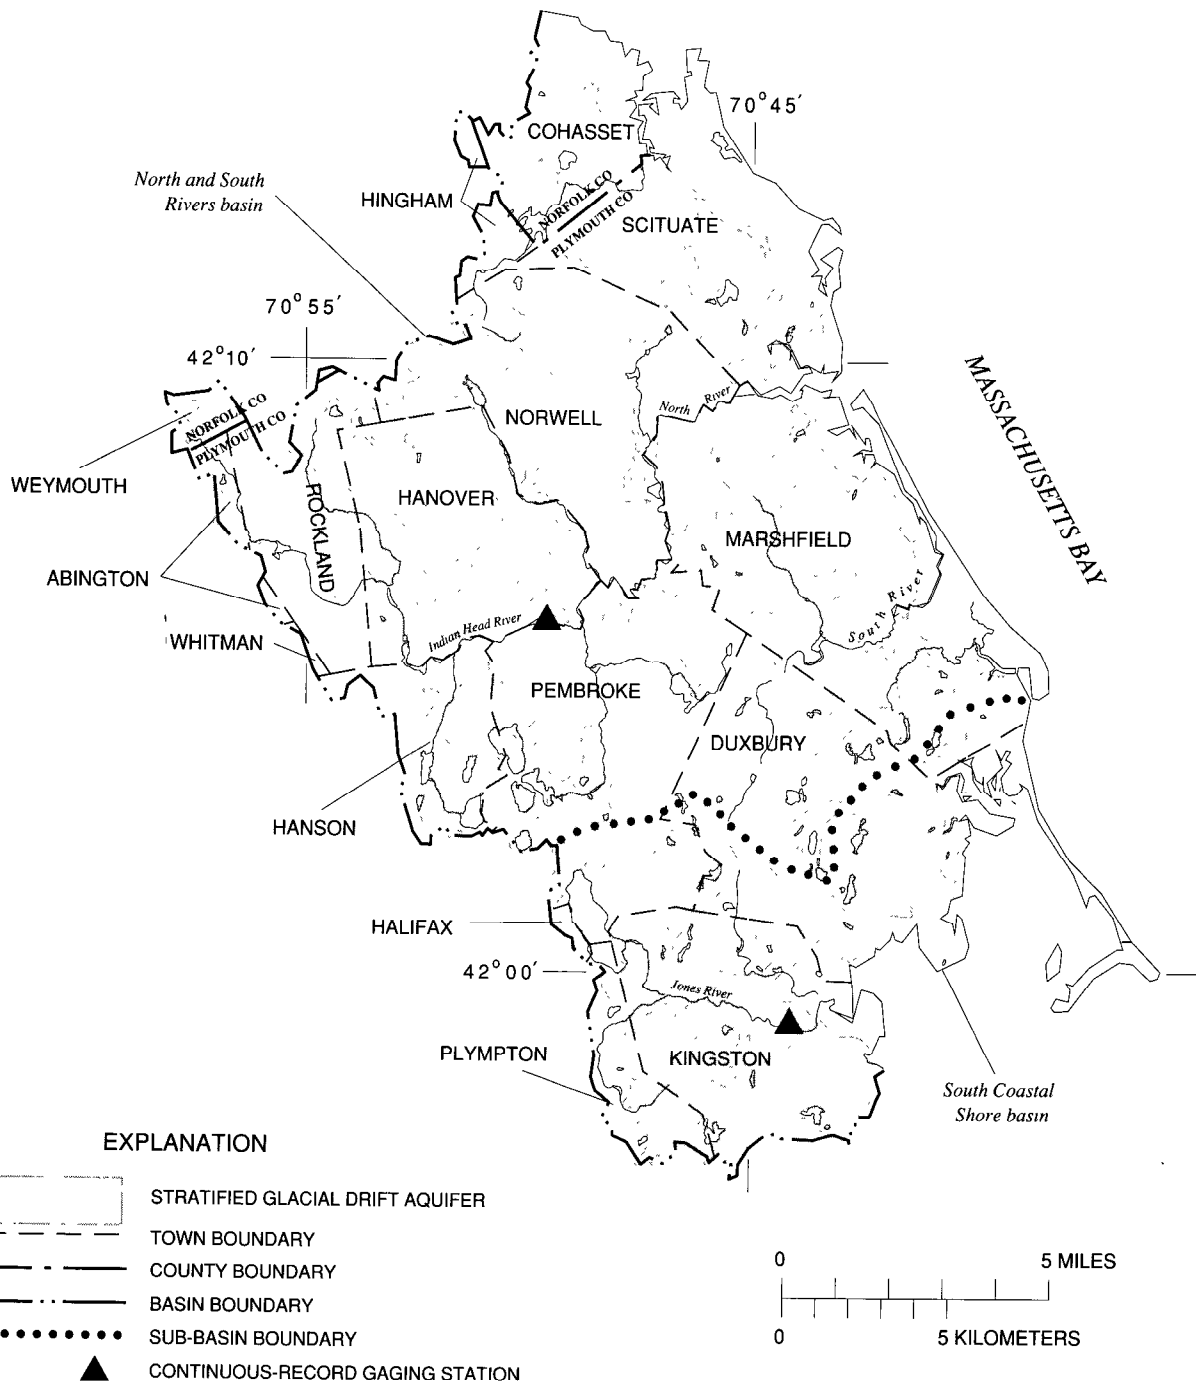 70°45′
COHASSET
North and South
Rivers basin
HINGHAM
NORFOLK CO
PLYMOUTH CO
SCITUATE
70°55′
42°10′
MASSACHUSETTS BAY
NORFOLK CO
PLYMOUTH CO
North River
NORWELL
WEYMOUTH
ROCKLAND
HANOVER
MARSHFIELD
ABINGTON
South River
Indian Head River
WHITMAN
PEMBROKE
DUXBURY
HANSON
HALIFAX
42°00′
Jones River
PLYMPTON
KINGSTON
South Coastal
Shore basin
EXPLANATION
STRATIFIED GLACIAL DRIFT AQUIFER
TOWN BOUNDARY
COUNTY BOUNDARY
BASIN BOUNDARY
SUB-BASIN BOUNDARY
CONTINUOUS-RECORD GAGING STATION
0 5 MILES
0 5 KILOMETERS